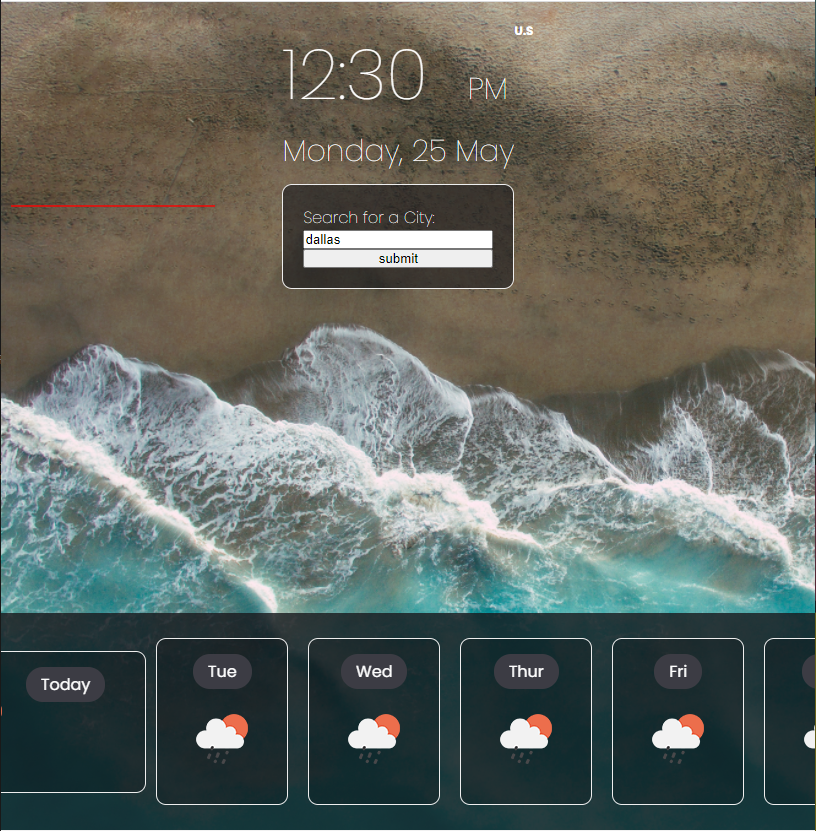 U.S
12:30 PM
Monday, 25 May
Search for a City:
dallas
submit
Today
Tue
Wed
Thur
Fri